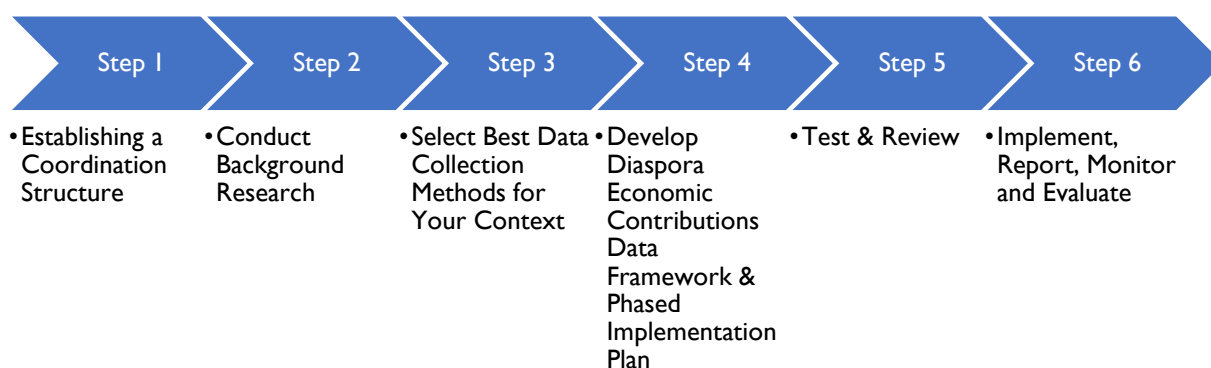 Step 1
Step 2
Step 3
Step 4
Step 5
Step 6
•Establishing a
Coordination
Structure
•Conduct
Background
Research
•Select Best Data
Collection
Methods for
Your Context
•Develop
Diaspora
Economic
Contributions
Data
Framework &
Phased
Implementation
Plan
•Test & Review
•Implement,
Report, Monitor
and Evaluate